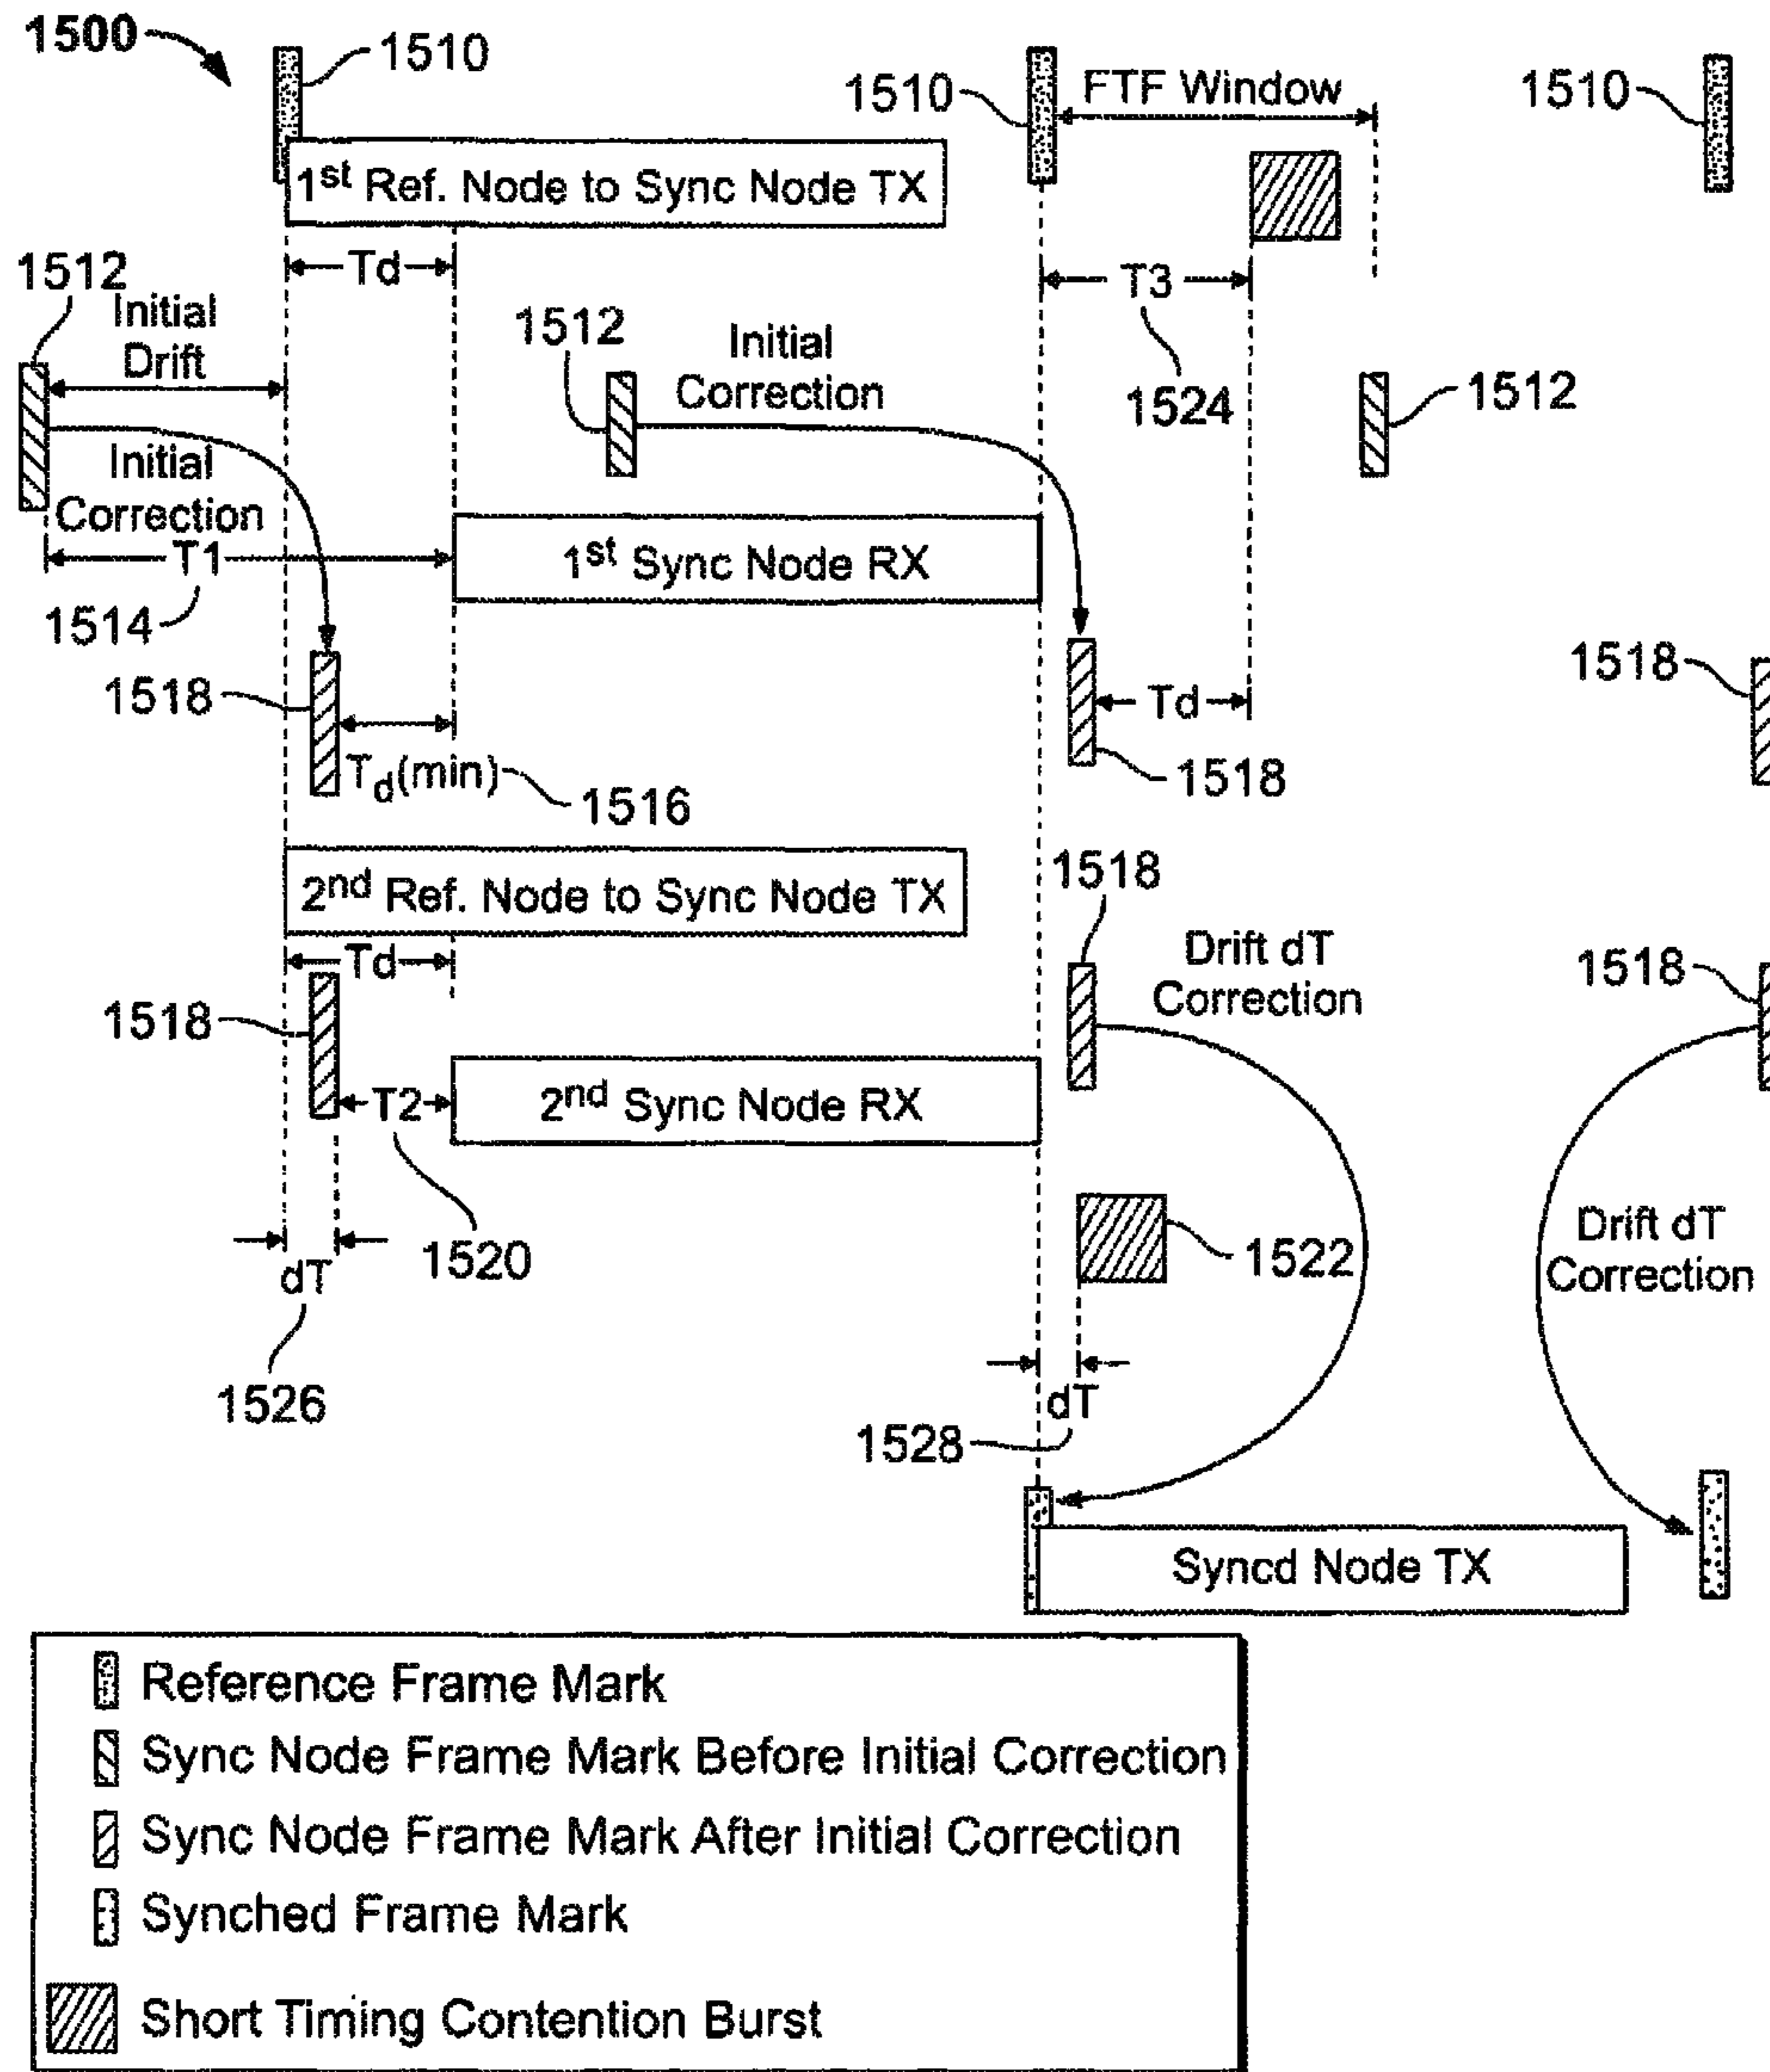 1500
1510
1510
FTF Window
1510
1st Ref. Node to Sync Node TX
1512
Initial
Drift
Td
1512
Initial
Correction
T3
1524
1512
Initial
Correction
T1
1514
1st Sync Node RX
1518
Td(min)
1516
Td
1518
1518
2nd Ref. Node to Sync Node TX
Td
1518
1518
Drift dT
Correction
1518
T2
1520
2nd Sync Node RX
dT
1526
1522
Drift dT
Correction
dT
1528
Syncd Node TX
Reference Frame Mark
Sync Node Frame Mark Before Initial Correction
Sync Node Frame Mark After Initial Correction
Synched Frame Mark
Short Timing Contention Burst